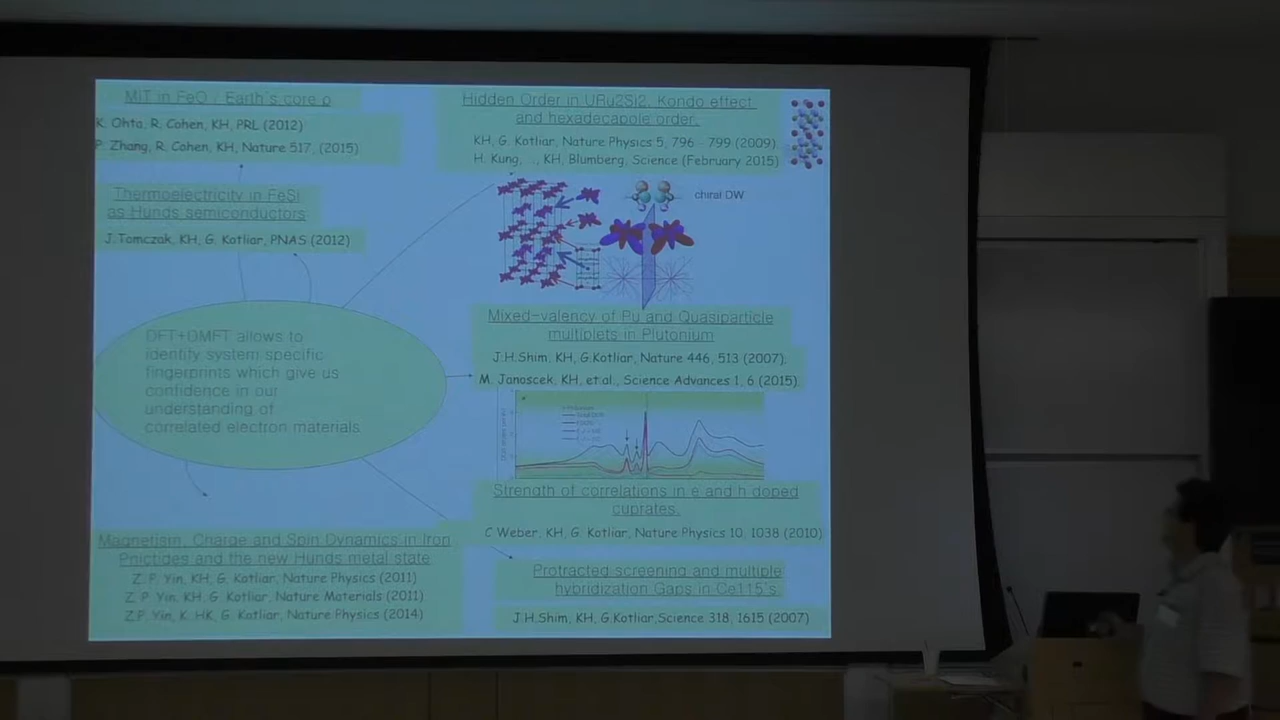 MIT in FeO , Earth's core ρ
K. Ohta, R. Cohen, KH, PRL (2012)
P. Zhang, R. Cohen, KH, Nature 517, (2015)
Thermoelectricity in FeSi
as Hunds semiconductors
J.Tomczak, KH, G. Kotliar, PNAS (2012)
DFT+DMFT allows to
identity system specific
fingerprints which give us
confidence in our
understanding of
correlated electron materials
Magnetism, Charge and Spin Dynamics in Iron
Pnictides and the new Hunds metal state
Z. P. Yin, KH, G. Kotliar, Nature Physics (2011)
Z. P. Yin, KH, G. Kotliar, Nature Materials (2011)
Z.P. Yin, K. HK, G. Kotliar, Nature Physics (2014)
Hidden Order in URu2Si2, Kondo effect
and hexadecapole order.
KH, G. Kotliar, Nature Physics 5, 796 - 799 (2009)
H. Kung, .., KH, Blumberg, Science (February 2015)
chiral DW
Mixed-valency of Pu and Quasiparticle
multiplets in Plutonium
J.H.Shim, KH, G.Kotliar, Nature 446, 513 (2007).
M. Janoscek, KH, et.al., Science Advances 1, 6 (2015).
Strength of correlations in e and h doped
cuprates.
C Weber, KH, G. Kotliar, Nature Physics 10, 1038 (2010)
Protracted screening and multiple
hybridization Gaps in Ce115's
J.H.Shim, KH, G.Kotliar,Science 318, 1615 (2007)